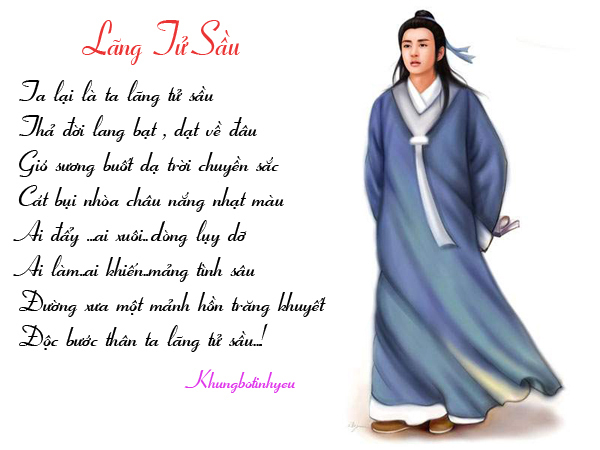 Lãng Tử Sầu
Ta lại là ta lãng tử sầu
Thả đời lang bạt , dạt về đâu
Gió sương buốt dạ trời chuyền sắc
Cát bụi nhòa châu nắng nhạt màu
Ai đẩy ...ai xuôi..dòng lụy dỡ
Ai làm..ai khiến..mảng tình sâu
Đường xưa một mảnh hồn trăng khuyết
Độc bước thân ta lãng tử sầu...!
Khungbotinhyeu